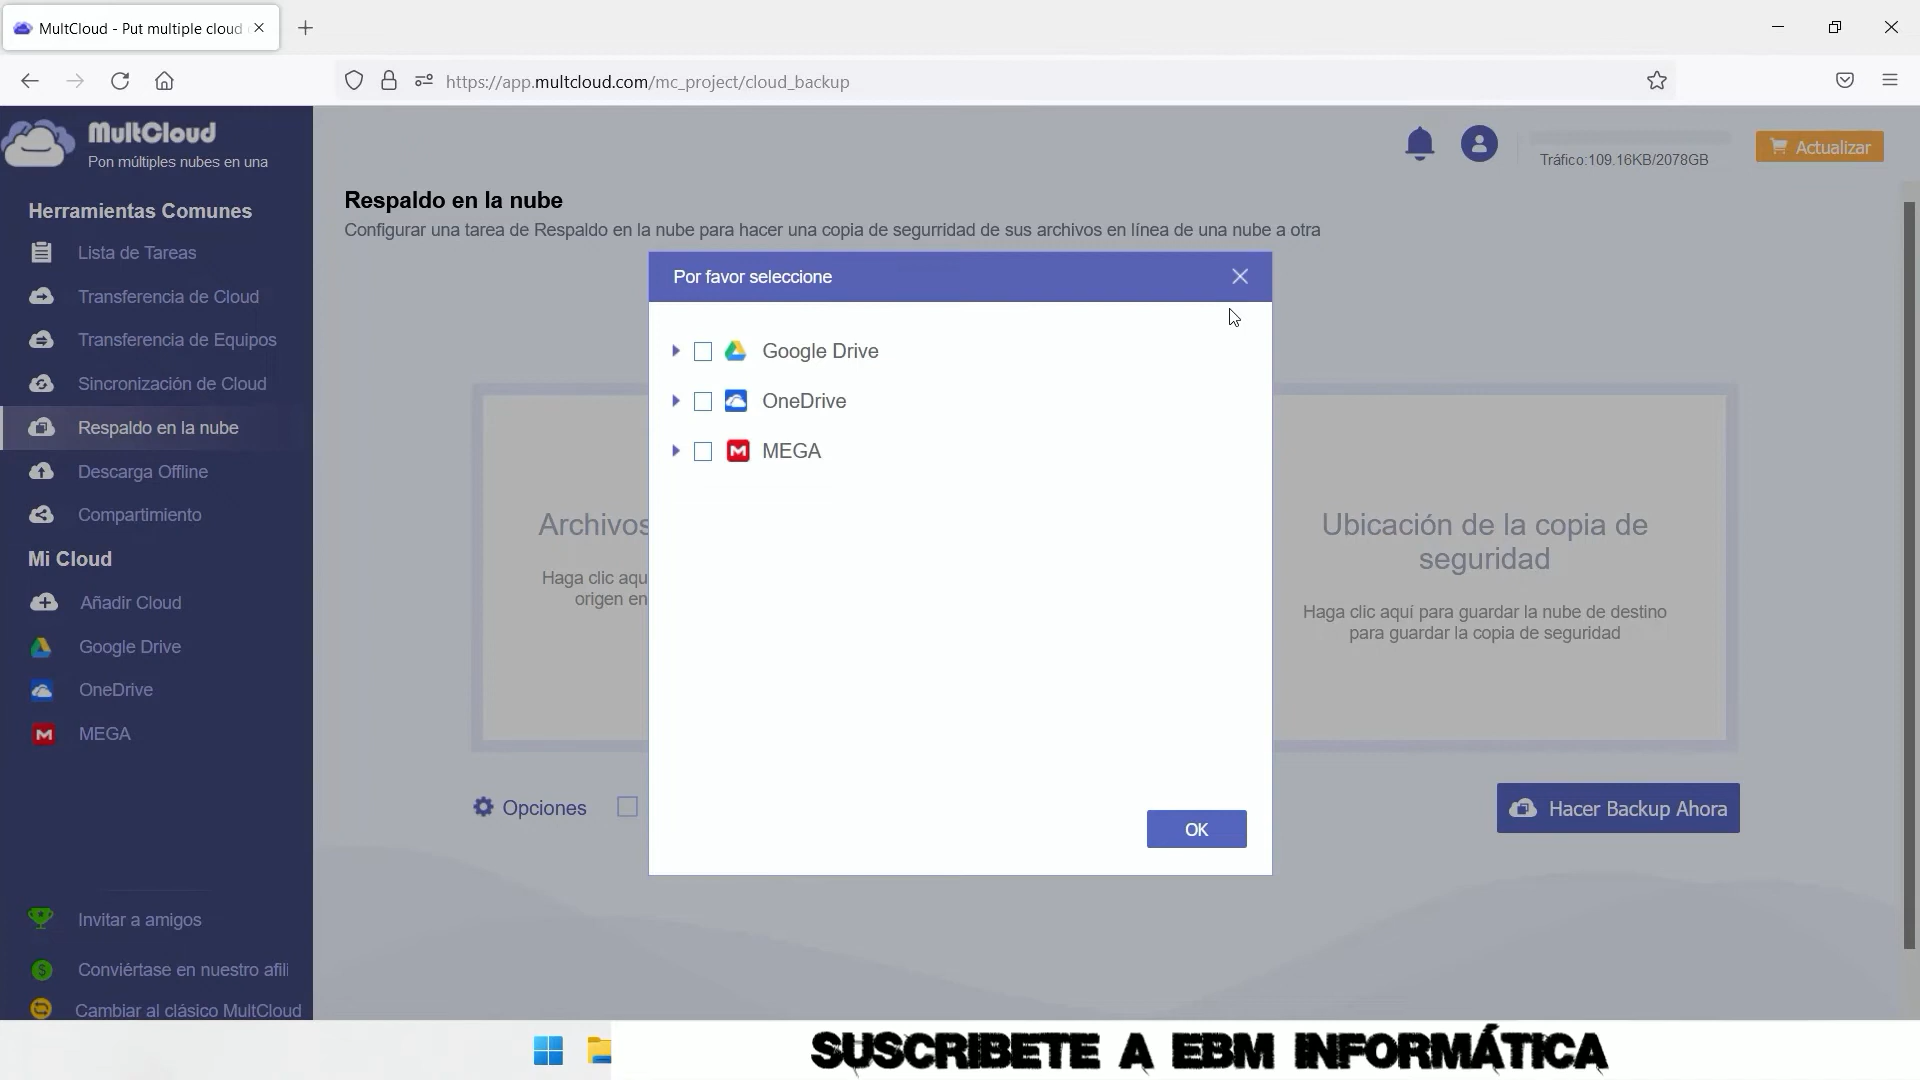 MultCloud - Put multiple cloud
https://app.multcloud.com/mc_project/cloud_backup
MultCloud
Pon múltiples nubes en una
Tráfico:109.16KB/2078GB
Actualizar
Herramientas Comunes
Lista de Tareas
Transferencia de Cloud
Transferencia de Equipos
Sincronización de Cloud
Respaldo en la nube
Descarga Offline
Compartimiento
Mi Cloud
Añadir Cloud
Google Drive
OneDrive
MEGA
Invitar a amigos
Conviértase en nuestro afili
Cambiar al clásico MultCloud
Respaldo en la nube
Configurar una tarea de Respaldo en la nube para hacer una copia de segurridad de sus archivos en línea de una nube a otra
Por favor seleccione
Google Drive
OneDrive
MEGA
OK
Archivos
Haga clic aqu
origen en
Ubicación de la copia de
seguridad
Haga clic aquí para guardar la nube de destino
para guardar la copia de seguridad
Opciones
Hacer Backup Ahora
SUSCRIBETE A EBM INFORMÁTICA